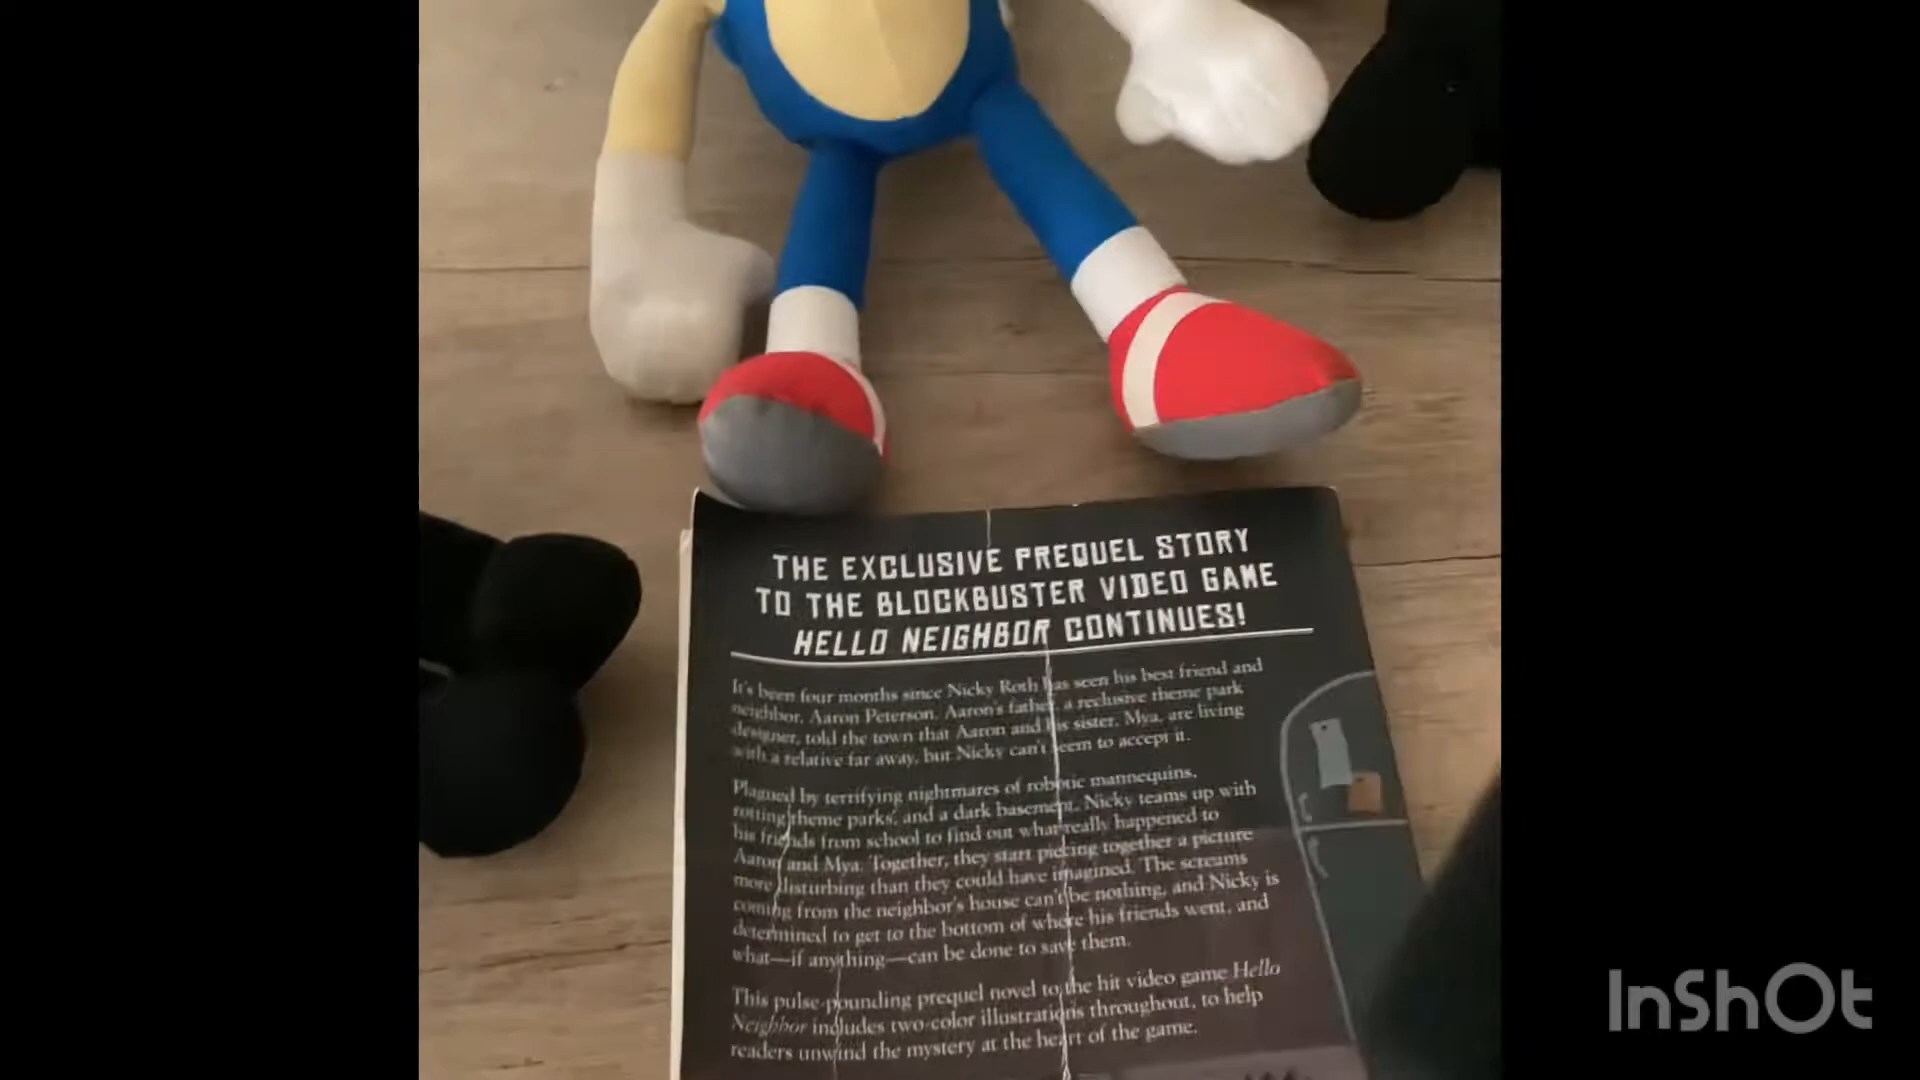 THE EXCLUSIVE PREQUEL STORY
TO THE BLOCKBUSTER VIDEO GAME
HELLO NEIGHBOR CONTINUES!
It's been four months since Nicky Roth has seen his best friend and
neighbor, Aaron Peterson. Aaron's father, a reclusive theme park
designer, told the town that Aaron and his sister, Mya, are living
with a relative far away, but Nicky can't seem to accept it.
Plagued by terrifying nightmares of robotic mannequins,
rotting theme parks, and a dark basement, Nicky teams up with
his friends from school to find out what really happened to
Aaron and Mya. Together, they start piecing together a picture
more disturbing than they could have imagined. The screams
coming from the neighbor's house can't be nothing, and Nicky is
determined to get to the bottom of where his friends went, and
what—if anything—can be done to save them.
This pulse-pounding prequel novel to the hit video game Hello
Neighbor includes two-color illustrations throughout, to help
readers unwind the mystery at the heart of the game.
InShOt